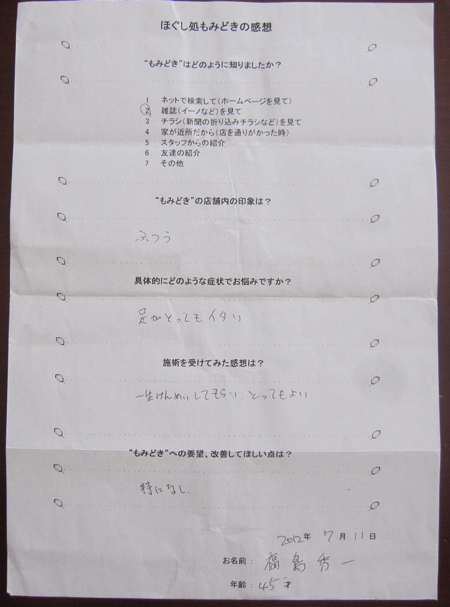 ほぐし処もみどきの感想
"もみどき"はどのように知りましたか？
1 ネットで検索して(ホームページを見て)
2 雑誌(イーノなど)を見て
3 チラシ(新聞の折り込みチラシなど)を見て
4 家が近所だから(店を通りがかった時)
5 スタッフからの紹介
6 友達の紹介
7 その他
"もみどき"の店舗内の印象は？
ふつう
具体的にどのような症状でお悩みですか？
足がとってもイタい
施術を受けてみた感想は？
一生けんめいしてもらい、とってもよい
"もみどき"への要望、改善してほしい点は？
特になし
2012年 7月 11日
お名前: 福島秀一
年齢: 45才